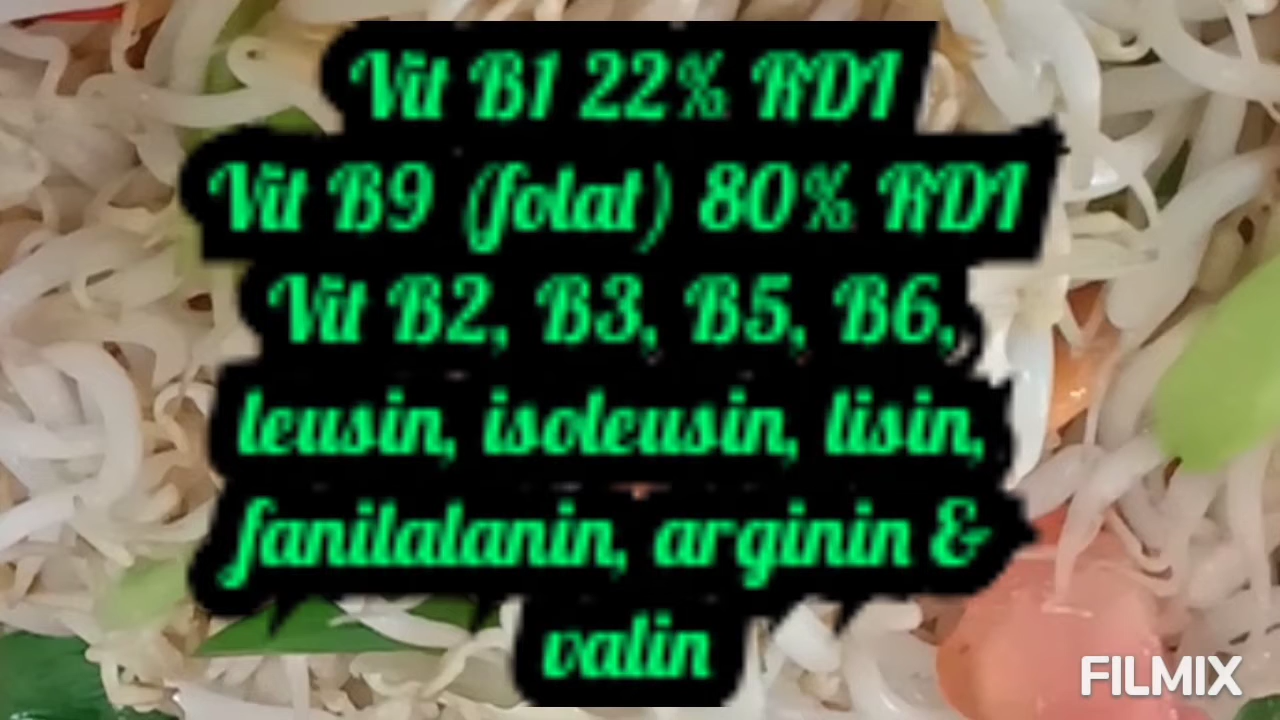 Vit B1 22% RDI
Vit B9 (folat) 80% RDI
Vit B2, B3, B5, B6,
leusin, isoleusin, lisin,
fanilalanin, arginin &
valin
FILMIX